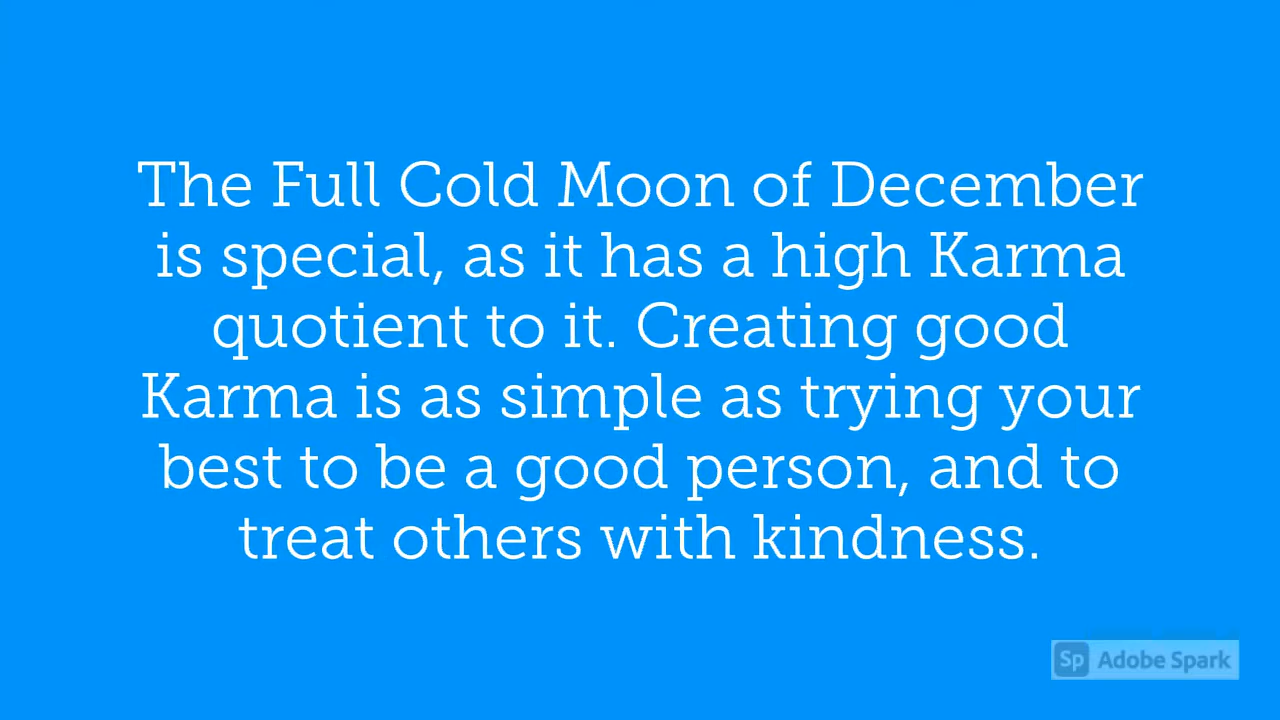 The Full Cold Moon of December
is special, as it has a high Karma
quotient to it. Creating good
Karma is as simple as trying your
best to be a good person, and to
treat others with kindness.
Sp Adobe Spark